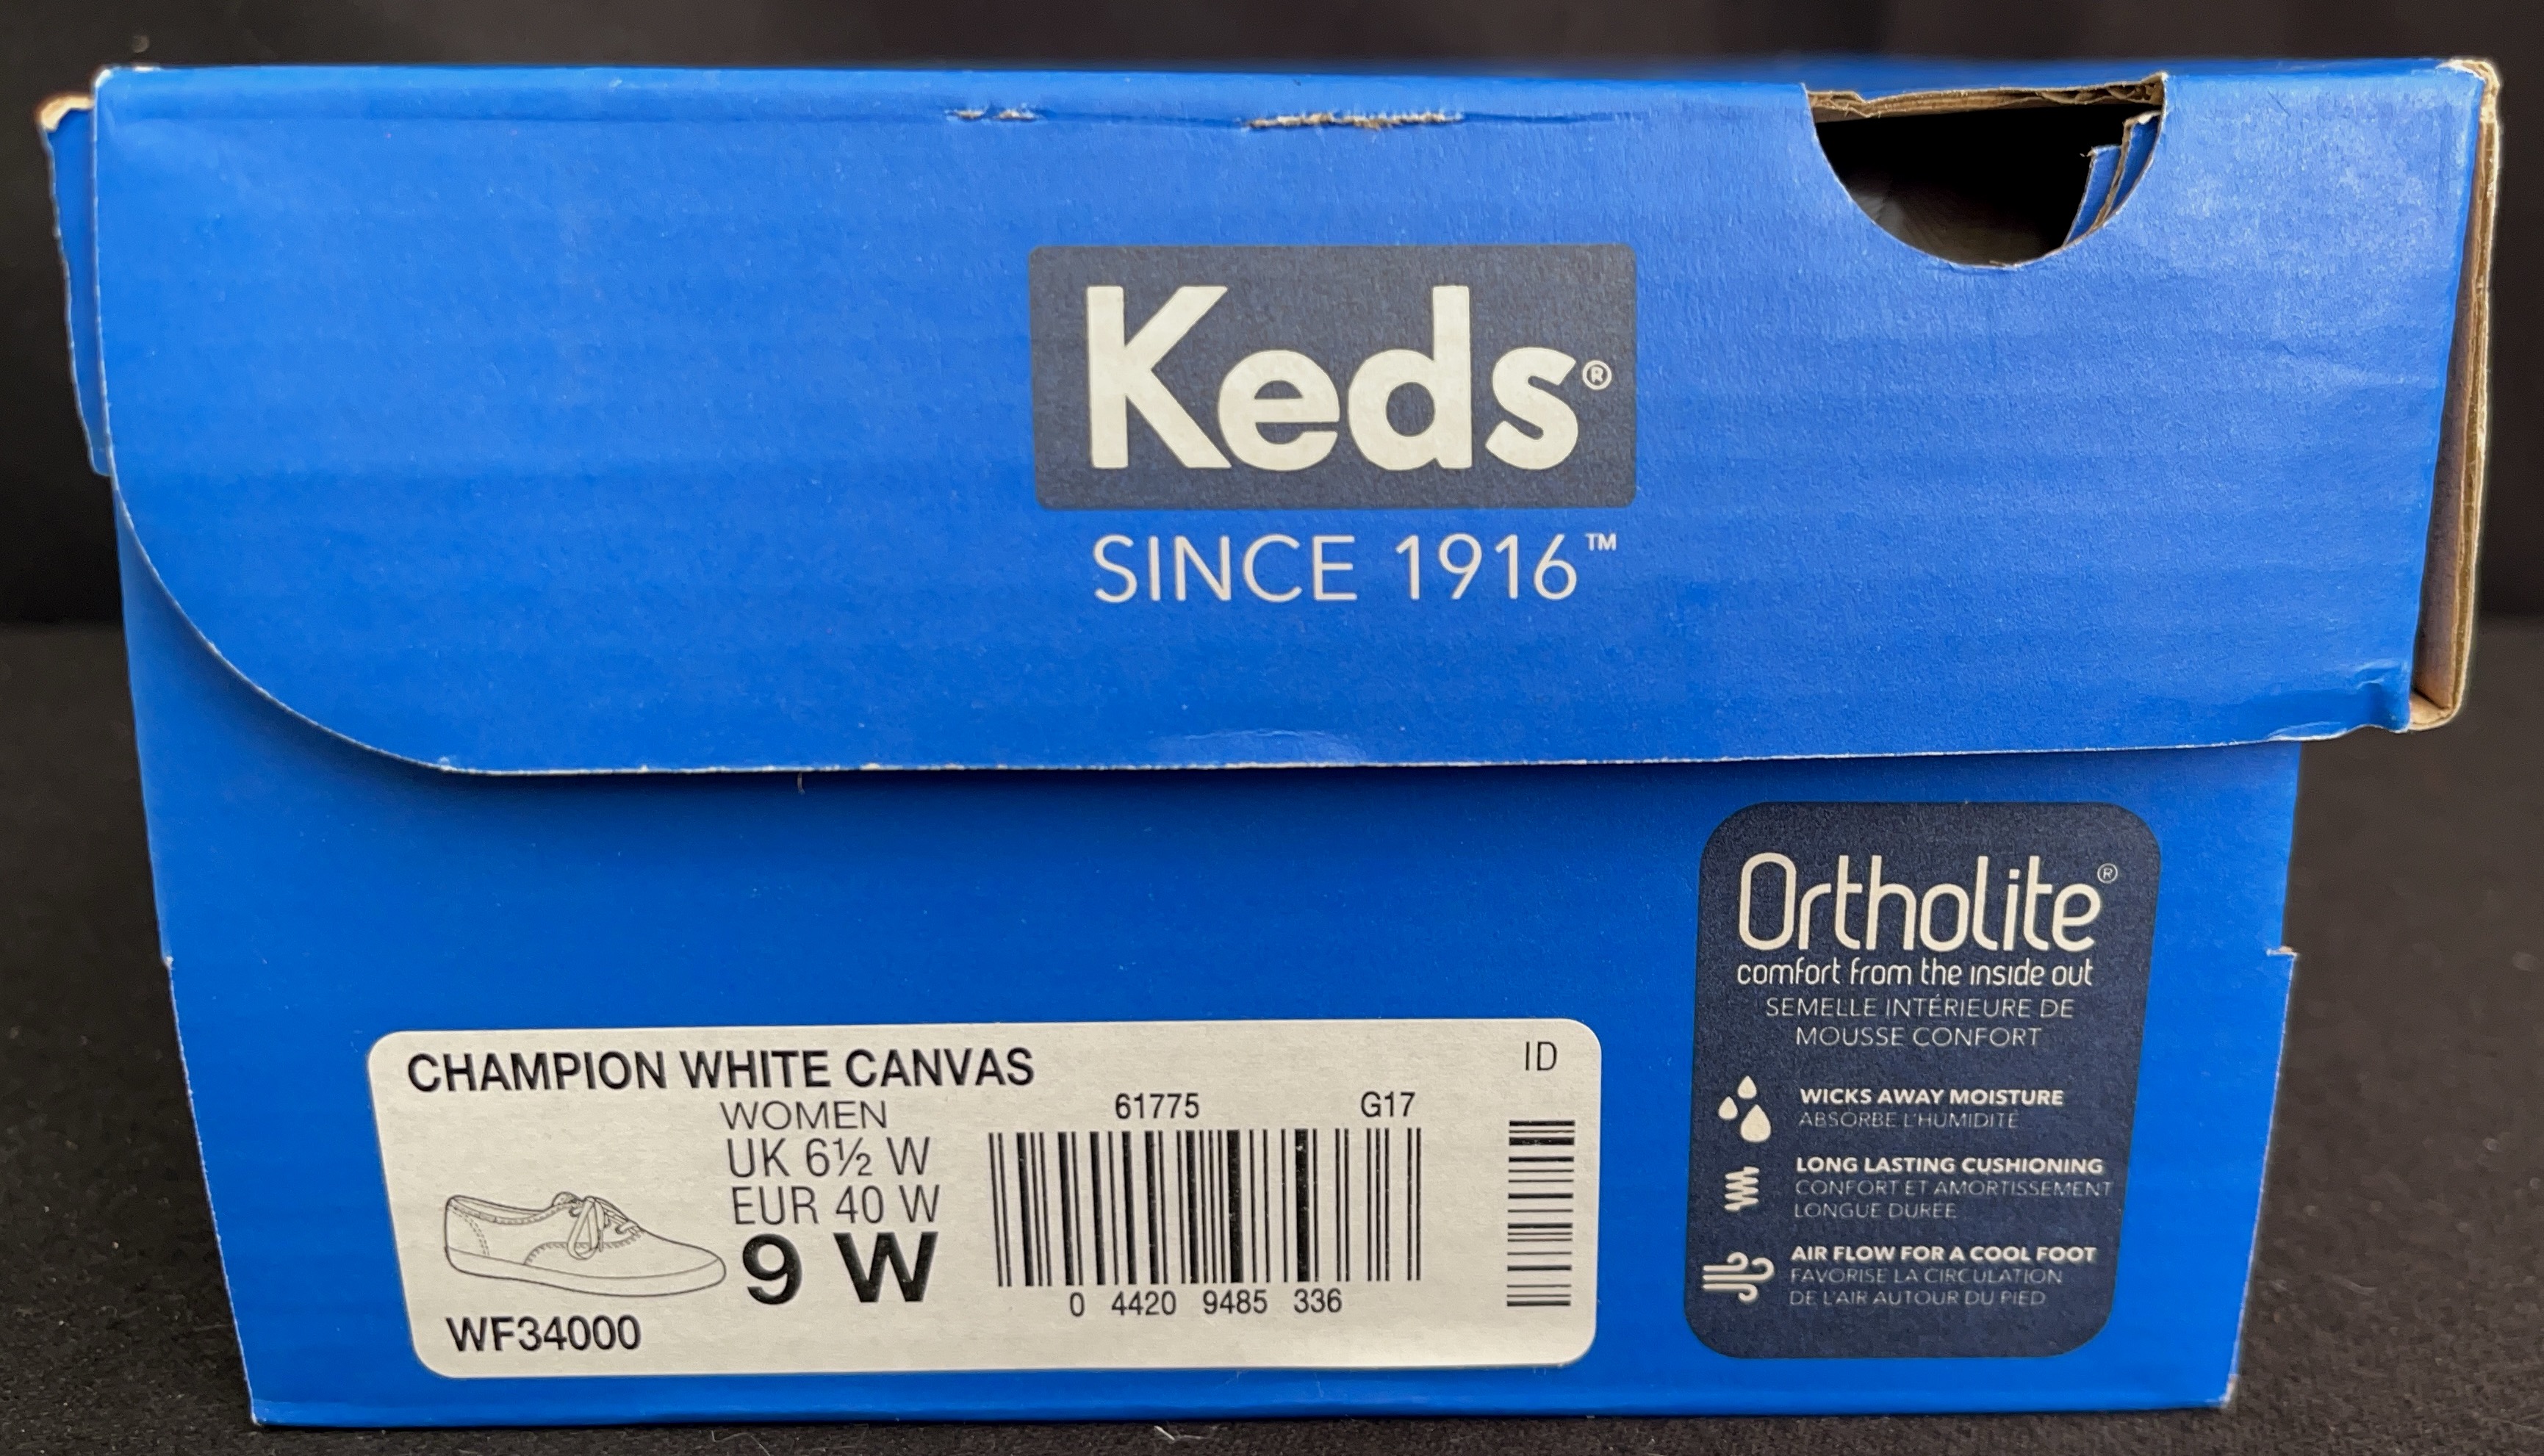 Keds®
SINCE 1916™
Ortholite®
comfort from the inside out
SEMELLE INTÉRIEURE DE
MOUSSE CONFORT
WICKS AWAY MOISTURE
ABSORBE L'HUMIDITÉ
LONG LASTING CUSHIONING
CONFORT ET AMORTISSEMENT
LONGUE DURÉE
AIR FLOW FOR A COOL FOOT
FAVORISE LA CIRCULATION
DE L'AIR AUTOUR DU PIED
CHAMPION WHITE CANVAS
ID
WOMEN
61775 G17
UK 6½ W
EUR 40 W
9 W
0 4420 9485 336
WF34000